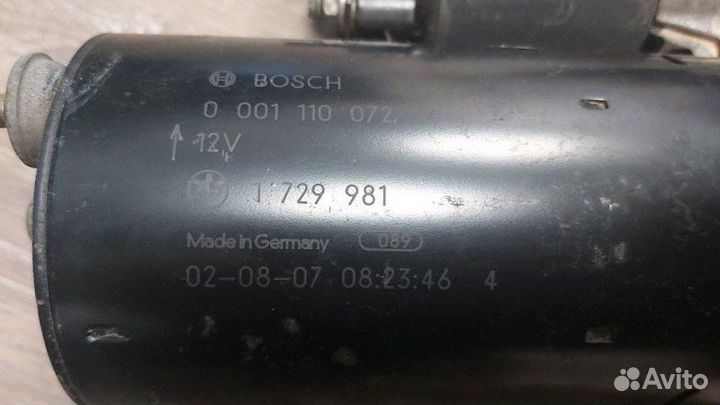 BOSCH
0 001 110 072
12V
1 729 981
Made in Germany 089
02-08-07 08:23:46 4
Avito